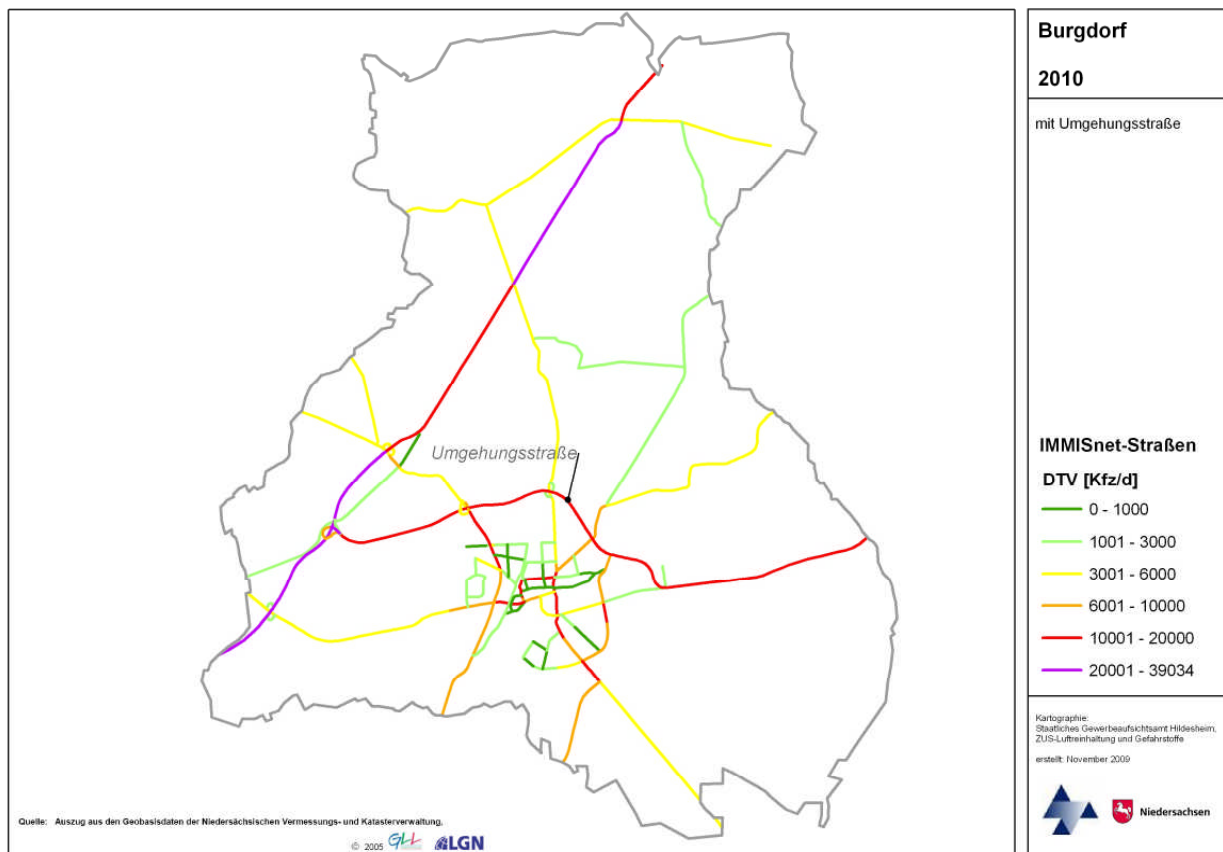 Burgdorf
2010
mit Umgehungsstraße
Umgehungsstraße
IMMISnet-Straßen
DTV [Kfz/d]
0 - 1000
1001 - 3000
3001 - 6000
6001 - 10000
10001 - 20000
20001 - 39034
Kartographie:
Staatliches Gewerbeaufsichtsamt Hildesheim,
ZUS-Luftreinhaltung und Gefahrstoffe
erstellt: November 2009
Niedersachsen
Quelle: Auszug aus den Geobasisdaten der Niedersächsischen Vermessungs- und Katasterverwaltung,
© 2005 GLL LGN